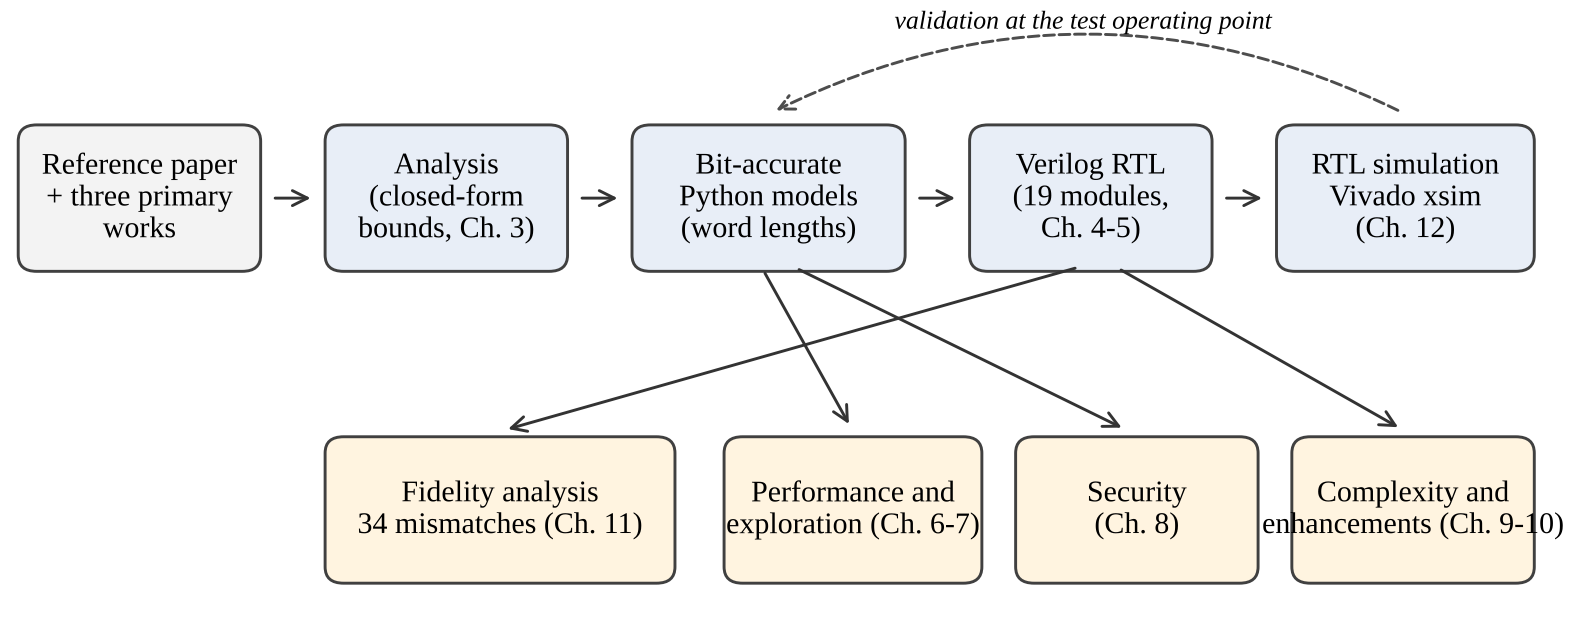 validation at the test operating point
Reference paper
+ three primary
works
Analysis
(closed-form
bounds, Ch. 3)
Bit-accurate
Python models
(word lengths)
Verilog RTL
(19 modules,
Ch. 4-5)
RTL simulation
Vivado xsim
(Ch. 12)
Fidelity analysis
34 mismatches (Ch. 11)
Performance and
exploration (Ch. 6-7)
Security
(Ch. 8)
Complexity and
enhancements (Ch. 9-10)